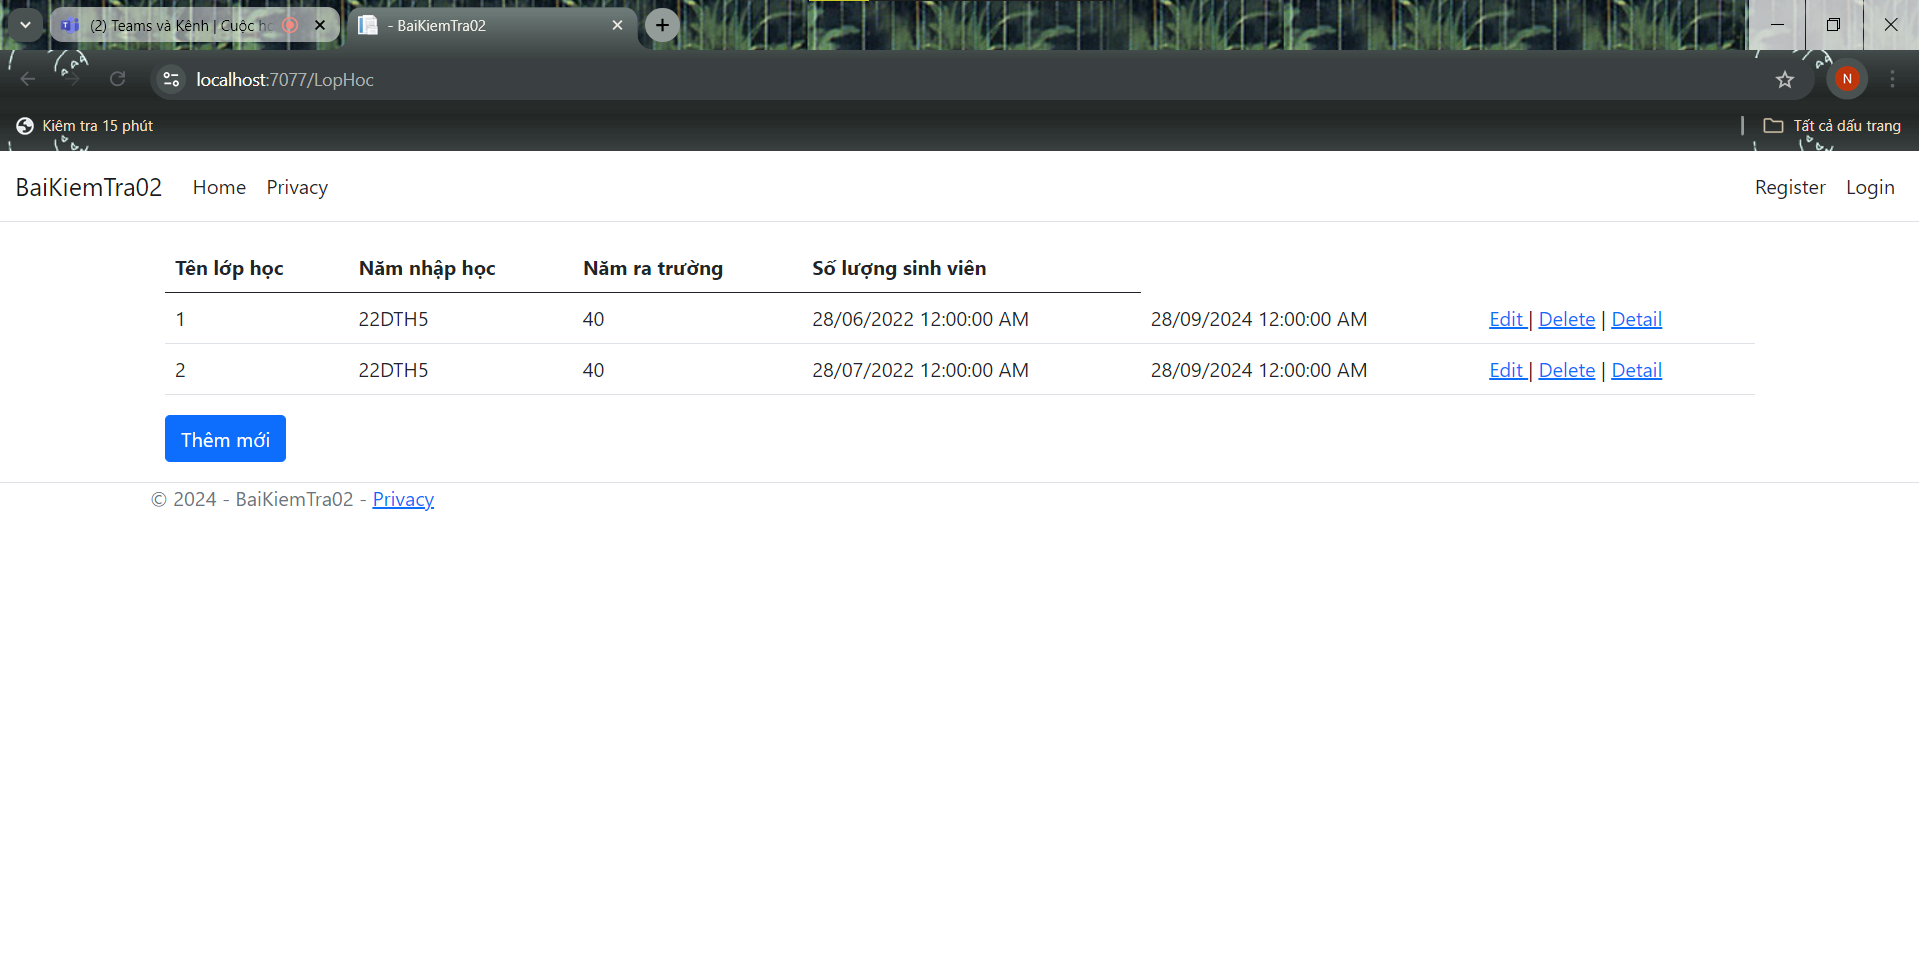 (2) Teams và Kênh | Cuộc họ
- BaiKiemTra02
localhost:7077/LopHoc
N
Kiêm tra 15 phút
Tất cả dấu trang
BaiKiemTra02 Home Privacy Register Login
Tên lớp học Năm nhập học Năm ra trường Số lượng sinh viên
1 22DTH5 40 28/06/2022 12:00:00 AM 28/09/2024 12:00:00 AM Edit | Delete | Detail
2 22DTH5 40 28/07/2022 12:00:00 AM 28/09/2024 12:00:00 AM Edit | Delete | Detail
Thêm mới
© 2024 - BaiKiemTra02 - Privacy